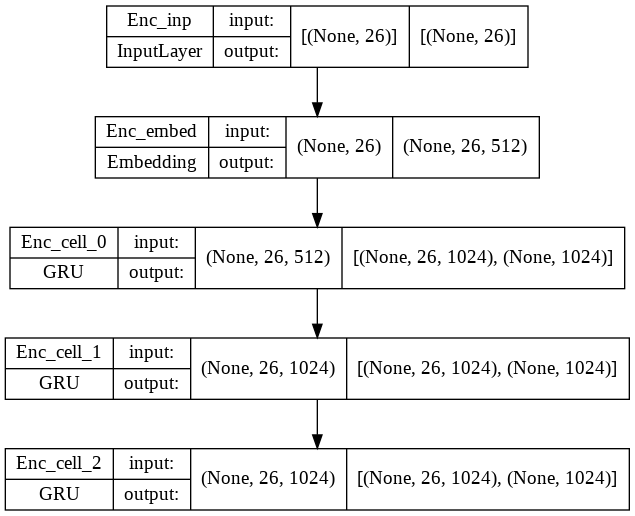 Enc_inp input: [(None, 26)] [(None, 26)]
InputLayer output:
Enc_embed input: (None, 26) (None, 26, 512)
Embedding output:
Enc_cell_0 input: (None, 26, 512) [(None, 26, 1024), (None, 1024)]
GRU output:
Enc_cell_1 input: (None, 26, 1024) [(None, 26, 1024), (None, 1024)]
GRU output:
Enc_cell_2 input: (None, 26, 1024) [(None, 26, 1024), (None, 1024)]
GRU output: